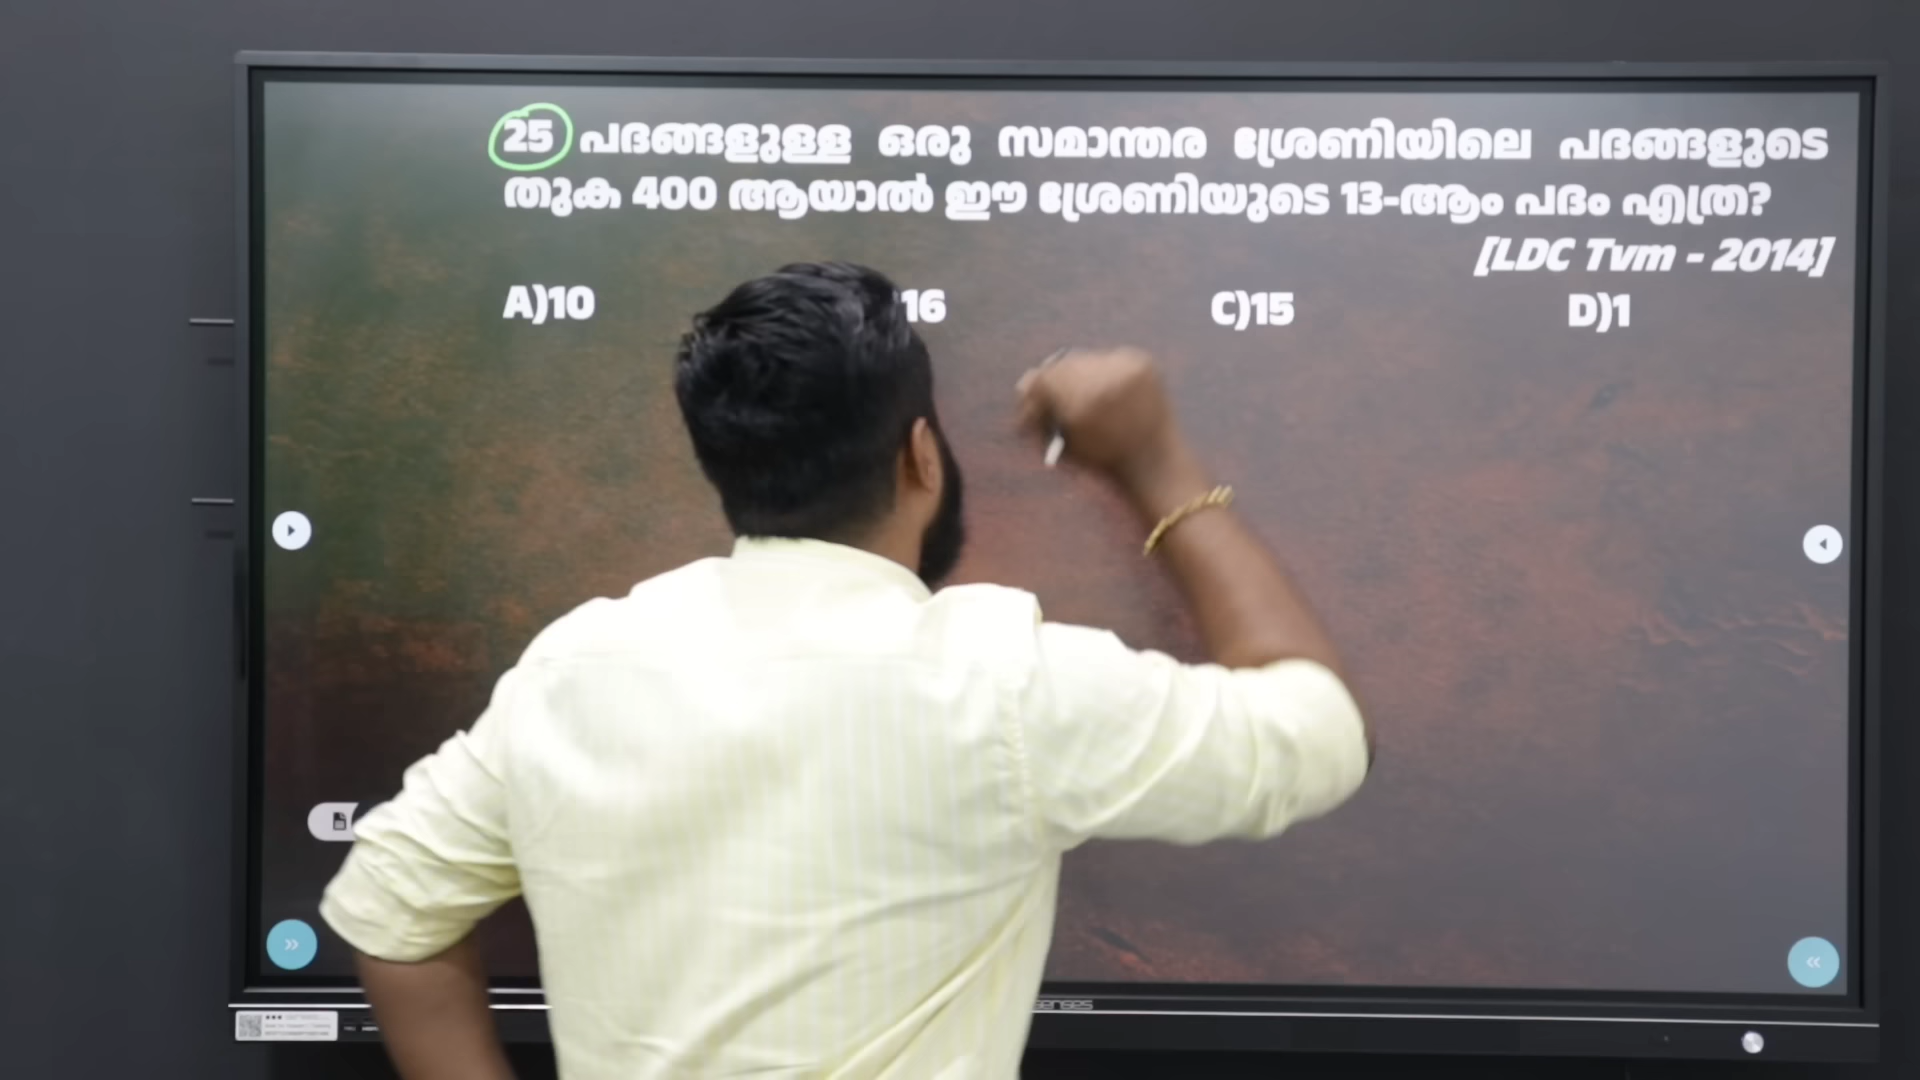 25 പദങ്ങളുള്ള ഒരു സമാന്തര ശ്രേണിയിലെ പദങ്ങളുടെ
തുക 400 ആയാൽ ഈ ശ്രേണിയുടെ 13-ആം പദം എത്ര?
[LDC Tvm - 2014]
A)10 16 C)15 D)1